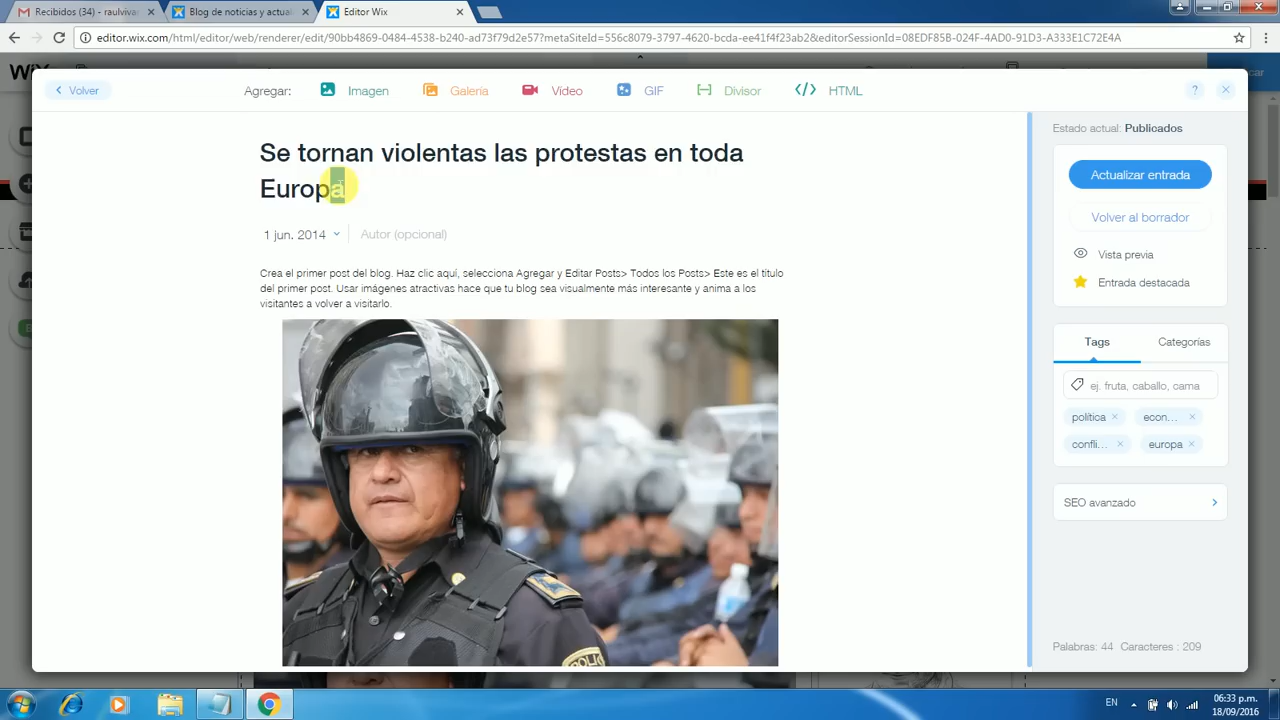 Recibidos (34) - raulvivar
Blog de noticias y actuali
Editor Wix
editor.wix.com/html/editor/web/renderer/edit/90bb4869-0484-4538-b240-ad73f79d2e57?metaSiteId=556c8079-3797-4620-bcda-ee41f4f23ab2&editorSessionId=08EDF85B-024F-4AD0-91D3-A333E1C72E4A
Volver
Agregar:
Imagen
Galería
Vídeo
GIF
Divisor
HTML
?
Se tornan violentas las protestas en toda
Europa
1 jun. 2014
Autor (opcional)
Crea el primer post del blog. Haz clic aquí, selecciona Agregar y Editar Posts> Todos los Posts> Este es el título
del primer post. Usar imágenes atractivas hace que tu blog sea visualmente más interesante y anima a los
visitantes a volver a visitarlo.
Estado actual: Publicados
Actualizar entrada
Volver al borrador
Vista previa
Entrada destacada
Tags
Categorías
ej. fruta, caballo, cama
política
econ...
confli...
europa
SEO avanzado
Palabras: 44 Caracteres : 209
EN
06:33 p.m.
18/09/2016